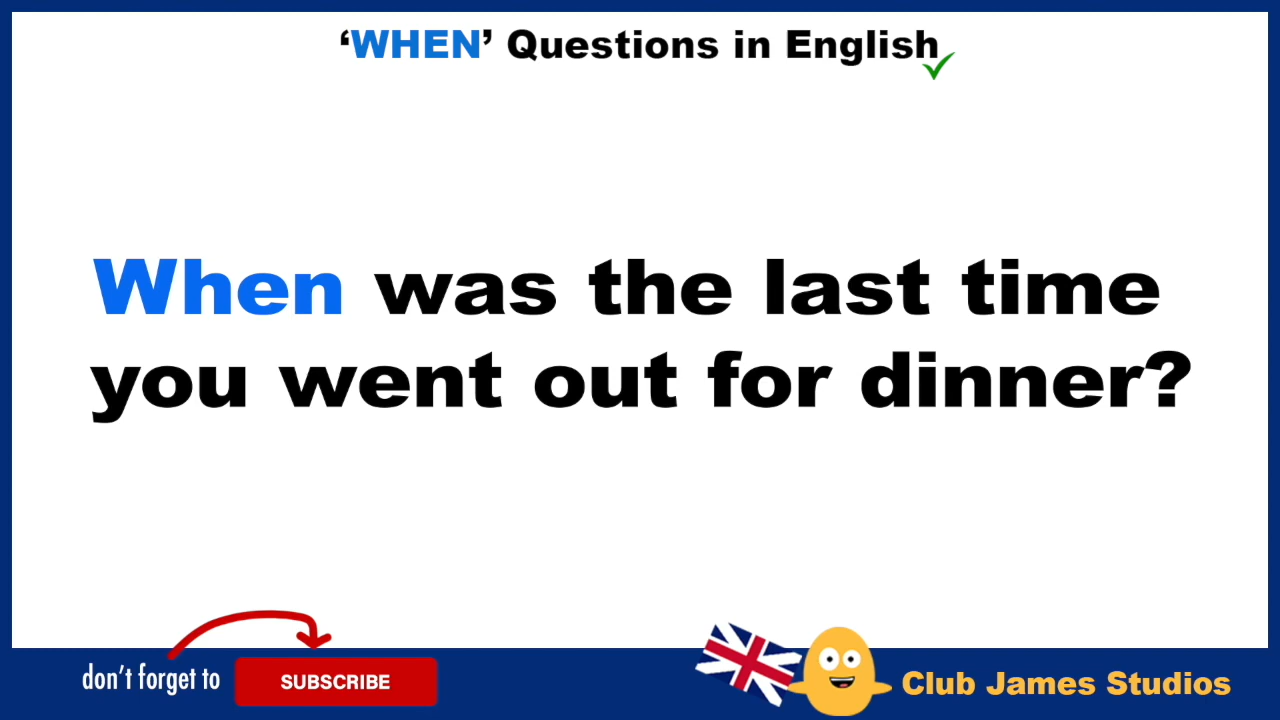 ‘WHEN’ Questions in English
When was the last time
you went out for dinner?
don't forget to
SUBSCRIBE
Club James Studios